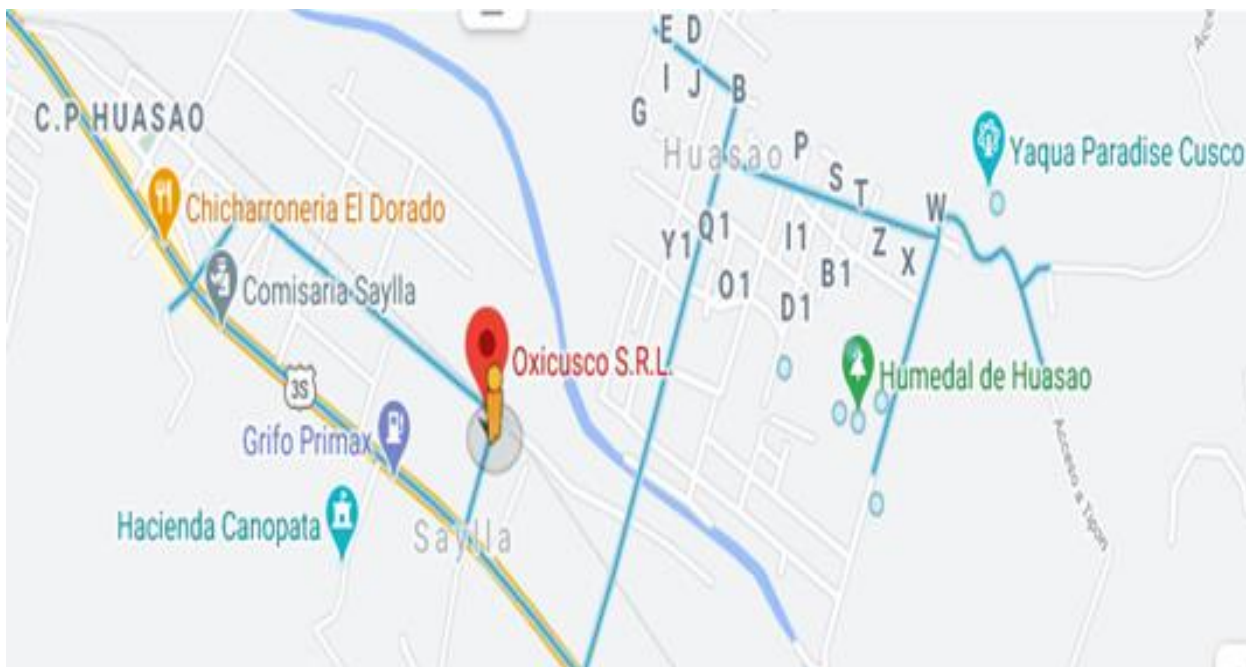 E D
I J B
G
C.P HUASAO
Huasao P
Yaqua Paradise Cusco
S T
W
Chicharroneria El Dorado
Y1 Q1 I1 Z X
O1 B1
D1
Comisaria Saylla
Oxicusco S.R.L.
Humedal de Huasao
3S
Grifo Primax
Acceso a Tipon
Hacienda Canopata
Saylla